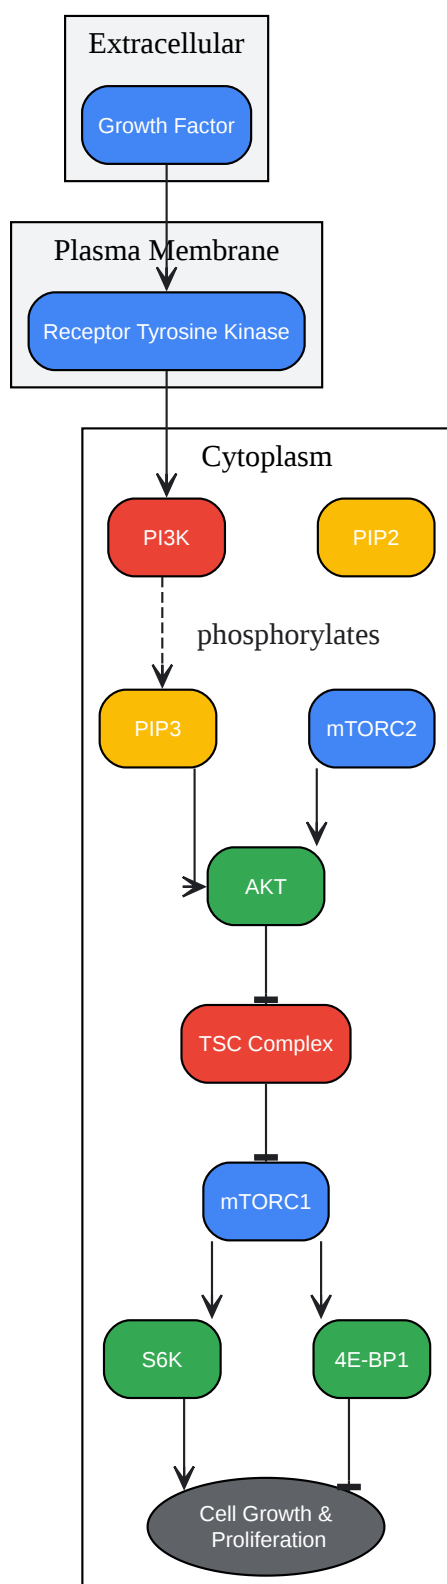 Extracellular
Growth Factor
Plasma Membrane
Receptor Tyrosine Kinase
Cytoplasm
PI3K
PIP2
phosphorylates
PIP3
mTORC2
AKT
TSC Complex
mTORC1
S6K
4E-BP1
Cell Growth &
Proliferation